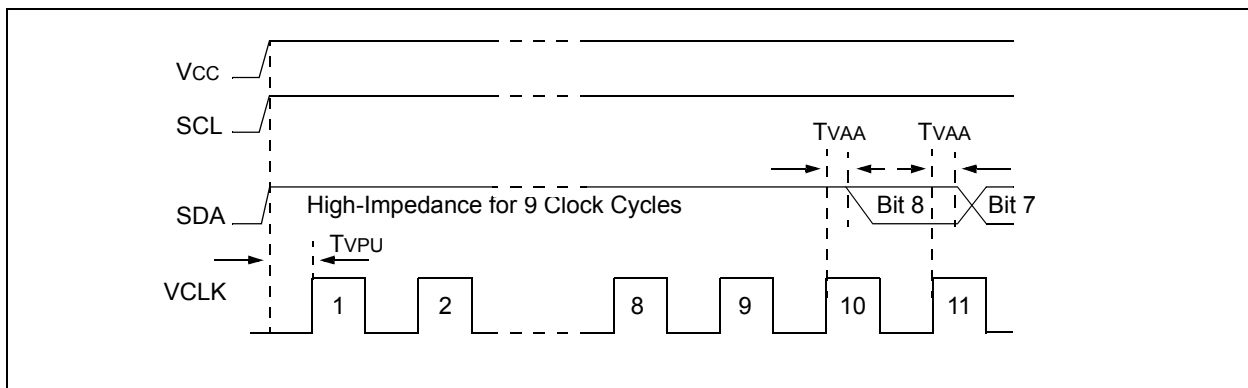 VCC
SCL
TVAA TVAA
SDA High-Impedance for 9 Clock Cycles Bit 8 Bit 7
TVPU
VCLK
1 2 8 9 10 11